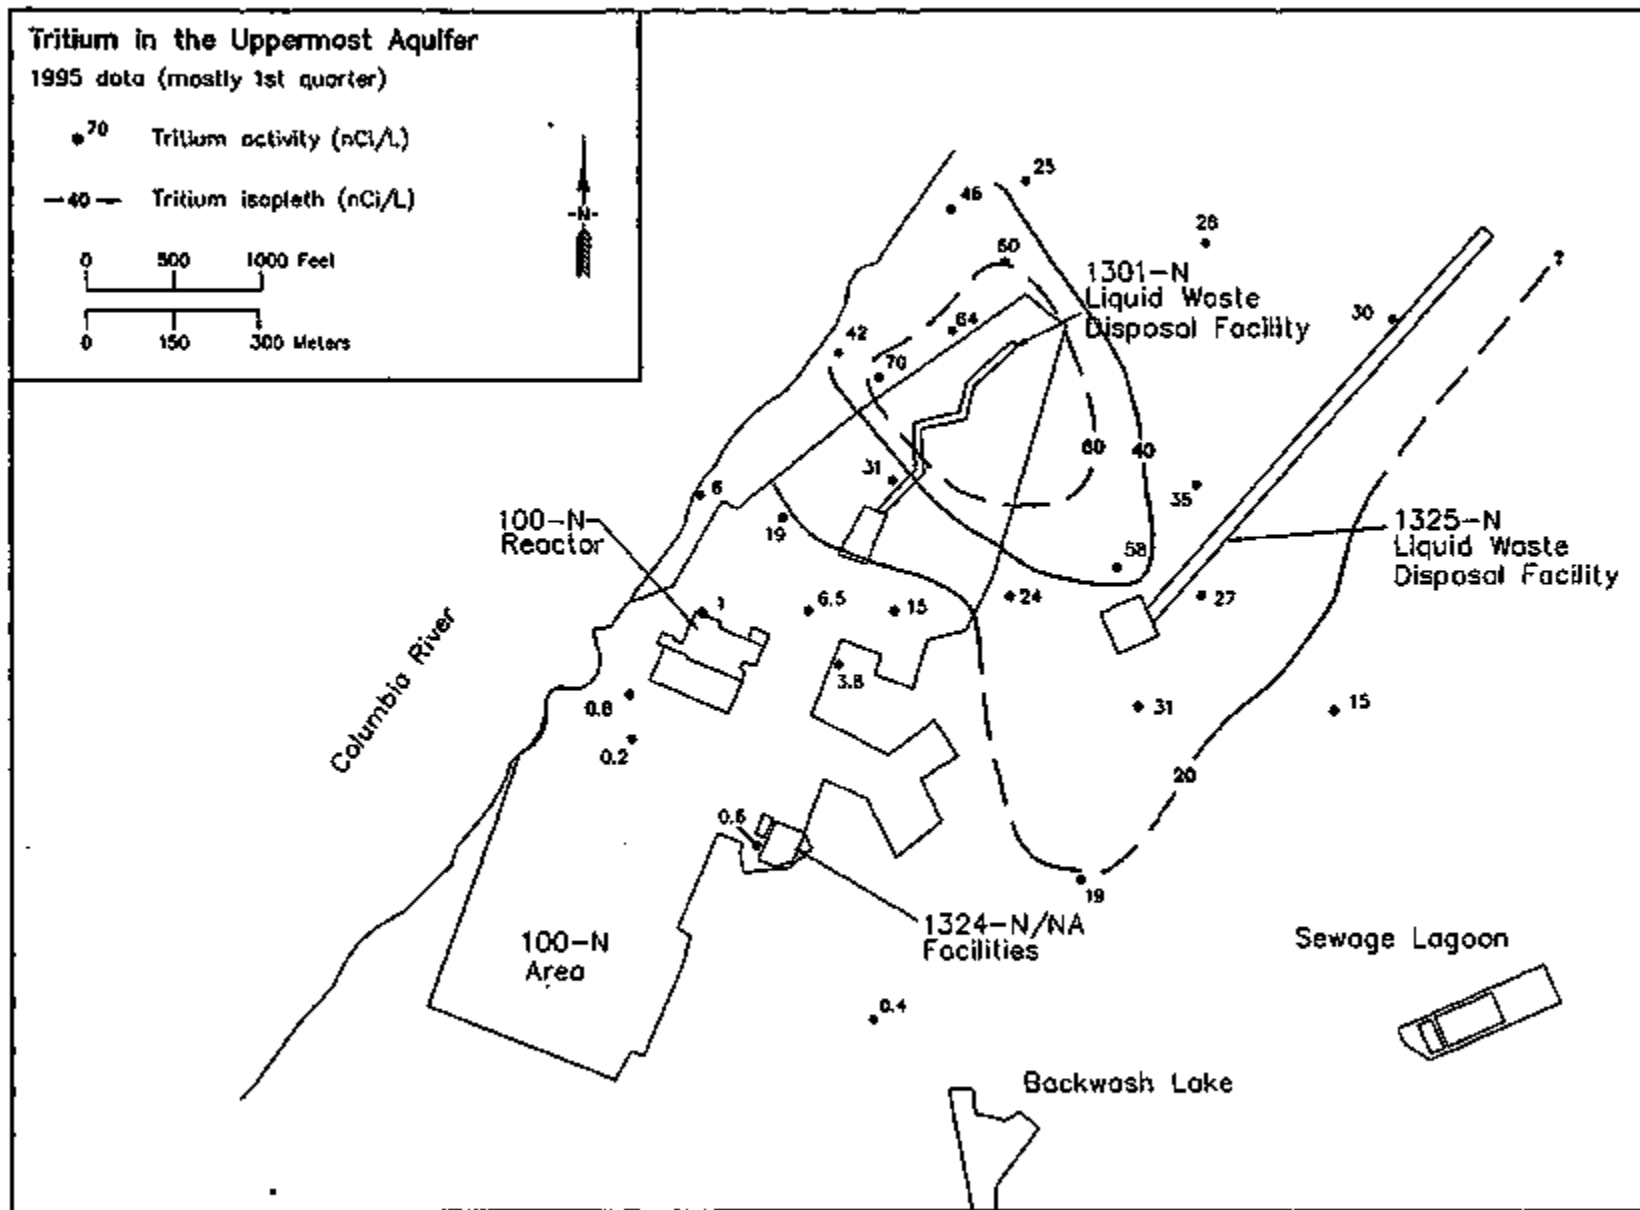 Tritium in the Uppermost Aquifer
1995 data (mostly 1st quarter)
70 Tritium activity (nCi/L)
40 Tritium isopleth (nCi/L)
0 500 1000 Feet
0 150 300 Meters
-N-
25
46
28
60
?
1301-N
Liquid Waste
Disposal Facility
30
64
42
70
60
40
31
35
6
100-N
Reactor
19
1325-N
Liquid Waste
Disposal Facility
58
1
6.5
15
24
27
Columbia River
3.8
0.8
31
15
0.2
20
0.6
19
1324-N/NA
Facilities
Sewage Lagoon
100-N
Area
0.4
Backwash Lake